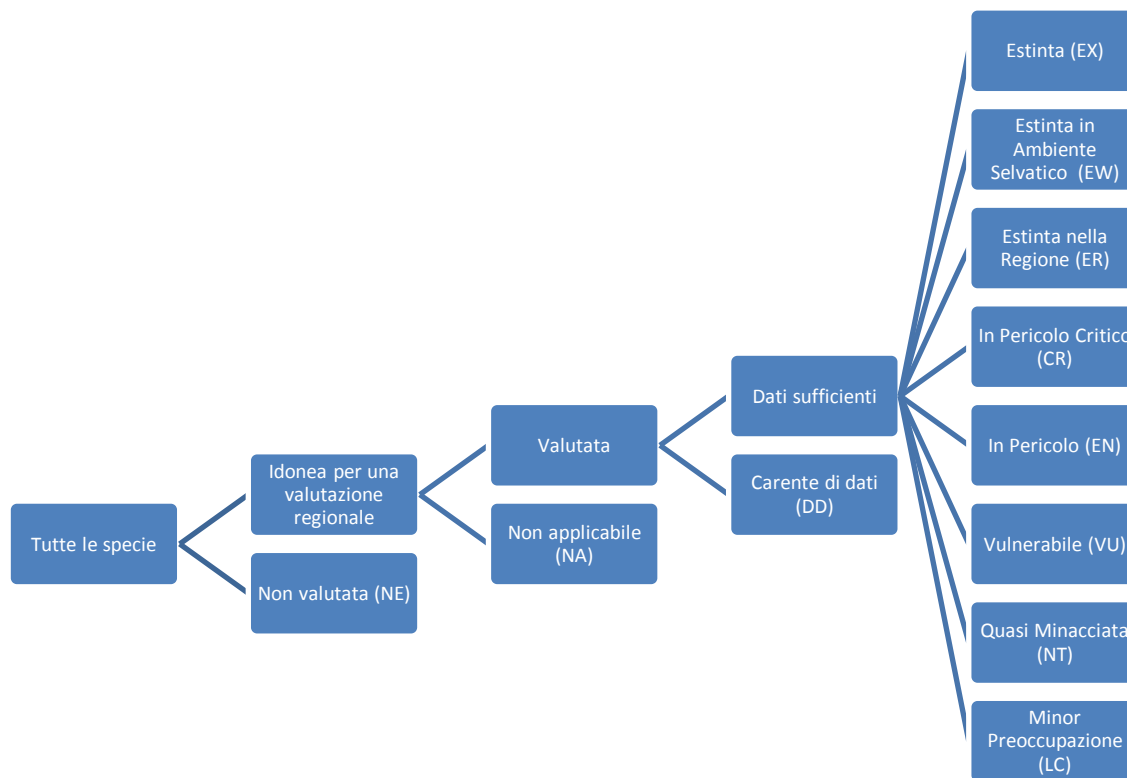 Tutte le specie
Idonea per una
valutazione
regionale
Non valutata (NE)
Valutata
Non applicabile
(NA)
Dati sufficienti
Carente di dati
(DD)
Estinta (EX)
Estinta in
Ambiente
Selvatico (EW)
Estinta nella
Regione (ER)
In Pericolo Critico
(CR)
In Pericolo (EN)
Vulnerabile (VU)
Quasi Minacciata
(NT)
Minor
Preoccupazione
(LC)